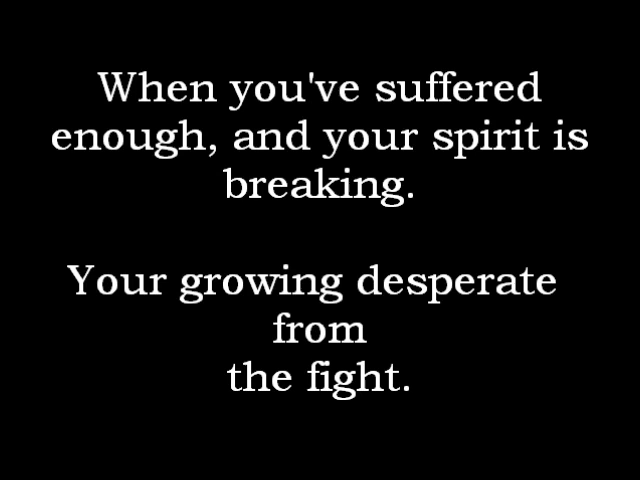 When you've suffered
enough, and your spirit is
breaking.
Your growing desperate
from
the fight.